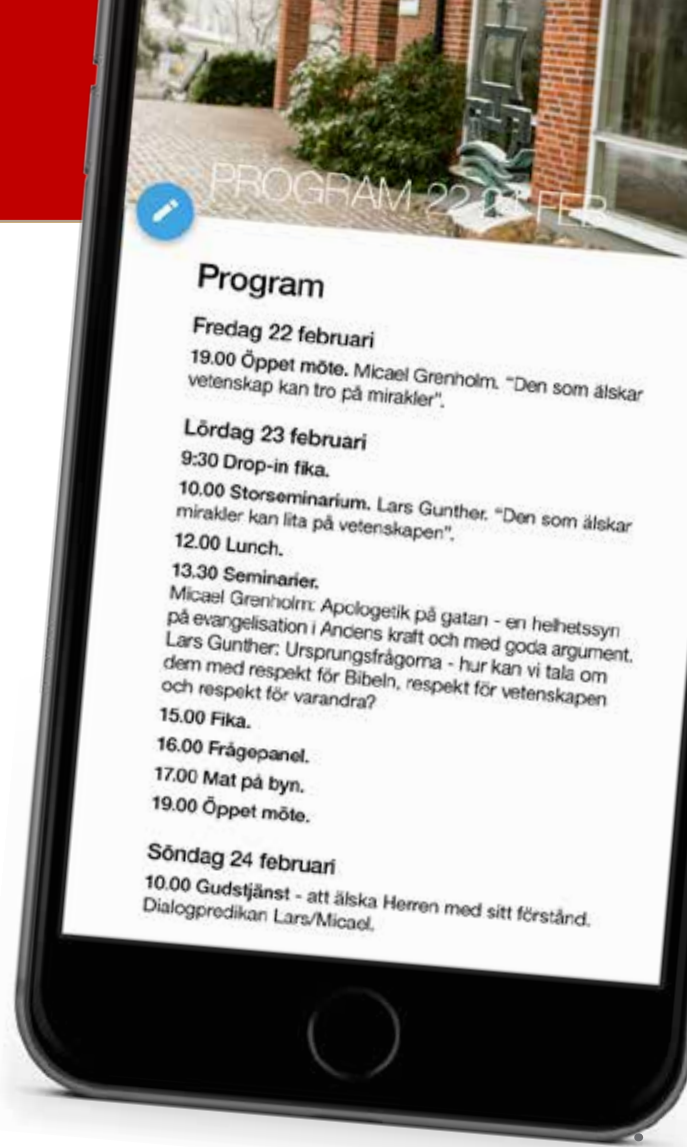 PROGRAM 22-24 FEB
Program
Fredag 22 februari
19.00 Öppet möte. Micael Grenholm. "Den som älskar
vetenskap kan tro på mirakler".
Lördag 23 februari
9:30 Drop-in fika.
10.00 Storseminarium. Lars Gunther. "Den som älskar
mirakler kan lita på vetenskapen".
12.00 Lunch.
13.30 Seminarier.
Micael Grenholm: Apologetik på gatan - en helhetssyn
på evangelisation i Andens kraft och med goda argument.
Lars Gunther: Ursprungsfrågorna - hur kan vi tala om
dem med respekt för Bibeln, respekt för vetenskapen
och respekt för varandra?
15.00 Fika.
16.00 Frågepanel.
17.00 Mat på byn.
19.00 Öppet möte.
Söndag 24 februari
10.00 Gudstjänst - att älska Herren med sitt förstånd.
Dialogpredikan Lars/Micael.